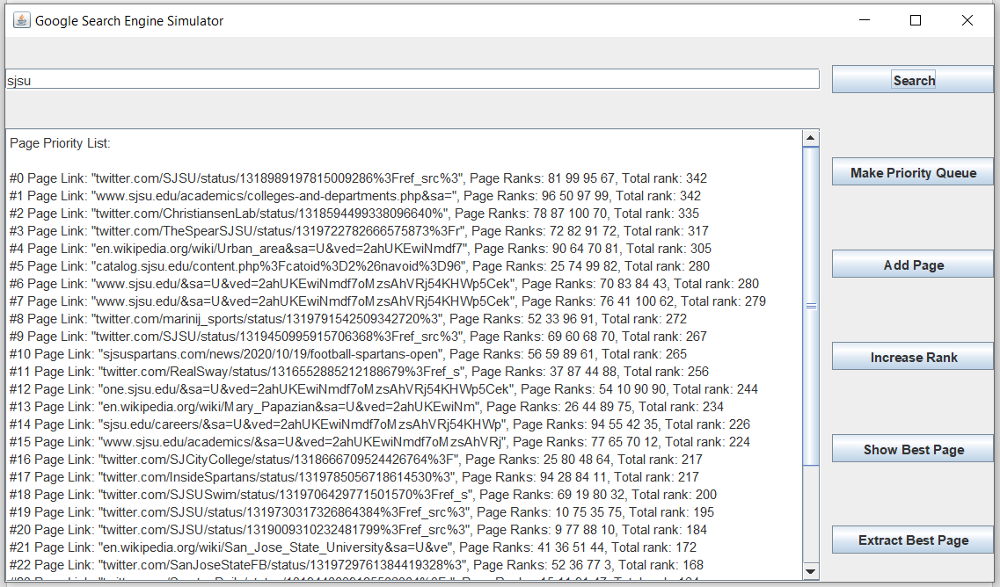 Google Search Engine Simulator
sjsu
Search
Page Priority List:
#0 Page Link: "twitter.com/SJSU/status/1318989197815009286%3Fref_src%3", Page Ranks: 81 99 95 67, Total rank: 342
#1 Page Link: "www.sjsu.edu/academics/colleges-and-departments.php&sa=", Page Ranks: 96 50 97 99, Total rank: 342
#2 Page Link: "twitter.com/ChristiansenLab/status/1318594499338096640%", Page Ranks: 78 87 100 70, Total rank: 335
#3 Page Link: "twitter.com/TheSpearSJSU/status/1319722782666575873%3Fr", Page Ranks: 72 82 91 72, Total rank: 317
#4 Page Link: "en.wikipedia.org/wiki/Urban_area&sa=U&ved=2ahUKEwiNmdf7", Page Ranks: 90 64 70 81, Total rank: 305
#5 Page Link: "catalog.sjsu.edu/content.php%3Fcatoid%3D2%26navoid%3D96", Page Ranks: 25 74 99 82, Total rank: 280
#6 Page Link: "www.sjsu.edu/&sa=U&ved=2ahUKEwiNmdf7oMzsAhVRj54KHWp5Cek", Page Ranks: 70 83 84 43, Total rank: 280
#7 Page Link: "www.sjsu.edu/&sa=U&ved=2ahUKEwiNmdf7oMzsAhVRj54KHWp5Cek", Page Ranks: 76 41 100 62, Total rank: 279
#8 Page Link: "twitter.com/marinij_sports/status/1319791542509342720%3", Page Ranks: 52 33 96 91, Total rank: 272
#9 Page Link: "twitter.com/SJSU/status/1319450995915706368%3Fref_src%3", Page Ranks: 69 60 68 70, Total rank: 267
#10 Page Link: "sjsuspartans.com/news/2020/10/19/football-spartans-open", Page Ranks: 56 59 89 61, Total rank: 265
#11 Page Link: "twitter.com/RealSway/status/1316552885212188679%3Fref_s", Page Ranks: 37 87 44 88, Total rank: 256
#12 Page Link: "one.sjsu.edu/&sa=U&ved=2ahUKEwiNmdf7oMzsAhVRj54KHWp5Cek", Page Ranks: 54 10 90 90, Total rank: 244
#13 Page Link: "en.wikipedia.org/wiki/Mary_Papazian&sa=U&ved=2ahUKEwiNm", Page Ranks: 26 44 89 75, Total rank: 234
#14 Page Link: "sjsu.edu/careers/&sa=U&ved=2ahUKEwiNmdf7oMzsAhVRj54KHWp", Page Ranks: 94 55 42 35, Total rank: 226
#15 Page Link: "www.sjsu.edu/academics/&sa=U&ved=2ahUKEwiNmdf7oMzsAhVRj", Page Ranks: 77 65 70 12, Total rank: 224
#16 Page Link: "twitter.com/SJCityCollege/status/1318666709524426764%3F", Page Ranks: 25 80 48 64, Total rank: 217
#17 Page Link: "twitter.com/InsideSpartans/status/1319785056718614530%3", Page Ranks: 94 28 84 11, Total rank: 217
#18 Page Link: "twitter.com/SJSUSwim/status/1319706429771501570%3Fref_s", Page Ranks: 69 19 80 32, Total rank: 200
#19 Page Link: "twitter.com/SJSU/status/1319730317326864384%3Fref_src%3", Page Ranks: 10 75 35 75, Total rank: 195
#20 Page Link: "twitter.com/SJSU/status/1319009310232481799%3Fref_src%3", Page Ranks: 9 77 88 10, Total rank: 184
#21 Page Link: "en.wikipedia.org/wiki/San_Jose_State_University&sa=U&ve", Page Ranks: 41 36 51 44, Total rank: 172
#22 Page Link: "twitter.com/SanJoseStateFB/status/1319729761384419328%3", Page Ranks: 52 36 77 3, Total rank: 168
Make Priority Queue
Add Page
Increase Rank
Show Best Page
Extract Best Page